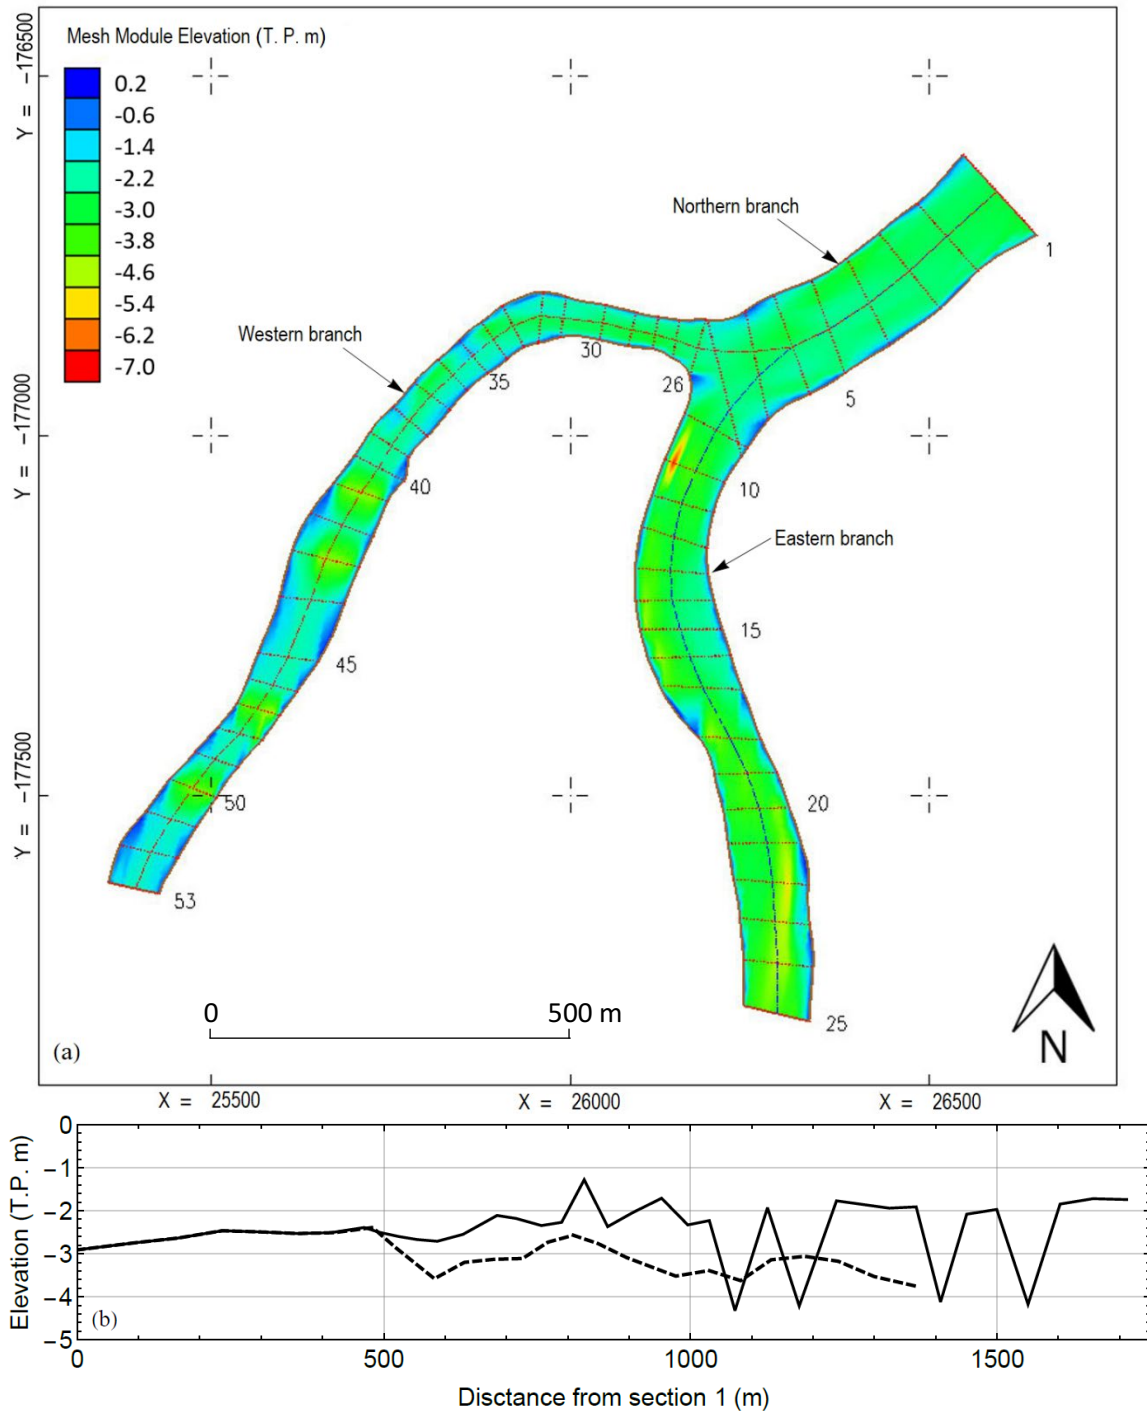 Mesh Module Elevation (T. P. m)
0.2
-0.6
-1.4
-2.2
-3.0
-3.8
-4.6
-5.4
-6.2
-7.0
Y = -176500
Y = -177000
Y = -177500
Northern branch
1
Western branch
30
35
26
5
40
10
Eastern branch
15
45
20
50
53
25
0 500 m
N
(a)
X = 25500 X = 26000 X = 26500
Elevation (T.P. m)
0
−1
−2
−3
−4
−5
(b)
0 500 1000 1500
Disctance from section 1 (m)